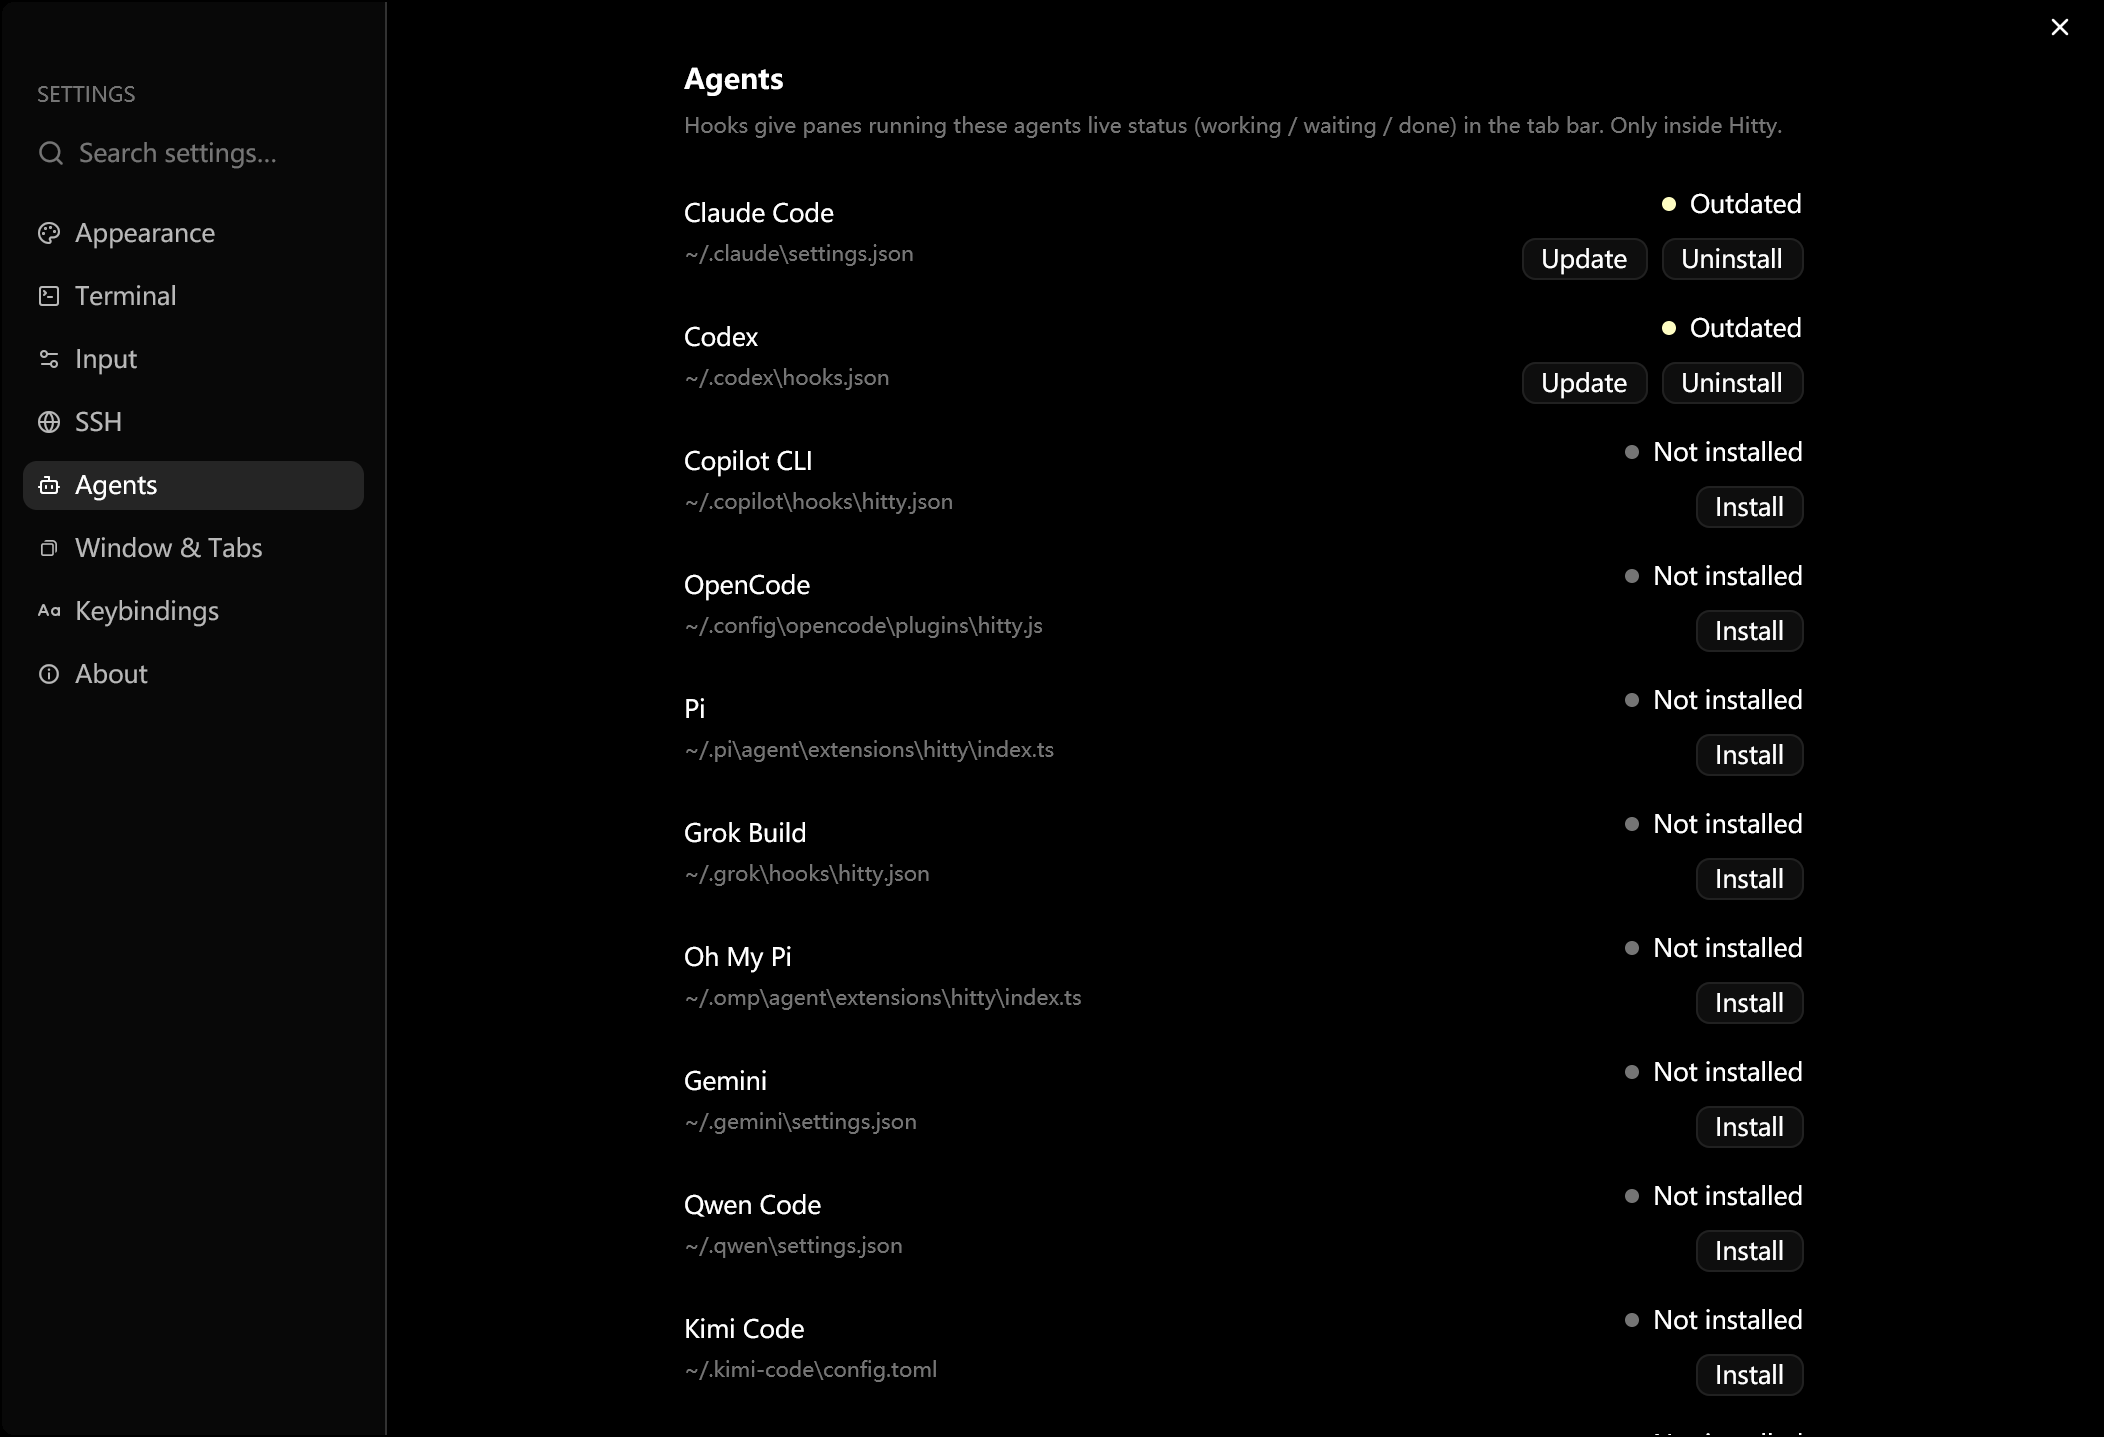 SETTINGS
Search settings...
Appearance
Terminal
Input
SSH
Agents
Window & Tabs
Aa Keybindings
About
Agents
Hooks give panes running these agents live status (working / waiting / done) in the tab bar. Only inside Hitty.
Claude Code
~/.claude\settings.json
Outdated
Update Uninstall
Codex
~/.codex\hooks.json
Outdated
Update Uninstall
Copilot CLI
~/.copilot\hooks\hitty.json
Not installed
Install
OpenCode
~/.config\opencode\plugins\hitty.js
Not installed
Install
Pi
~/.pi\agent\extensions\hitty\index.ts
Not installed
Install
Grok Build
~/.grok\hooks\hitty.json
Not installed
Install
Oh My Pi
~/.omp\agent\extensions\hitty\index.ts
Not installed
Install
Gemini
~/.gemini\settings.json
Not installed
Install
Qwen Code
~/.qwen\settings.json
Not installed
Install
Kimi Code
~/.kimi-code\config.toml
Not installed
Install